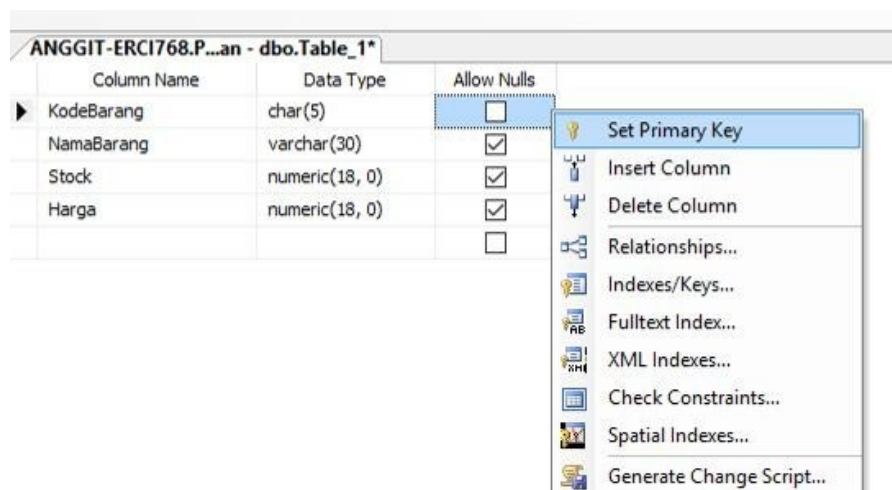 ANGGIT-ERCI768.P...an - dbo.Table_1*
Column Name Data Type Allow Nulls
KodeBarang char(5)
NamaBarang varchar(30)
Stock numeric(18, 0)
Harga numeric(18, 0)
Set Primary Key
Insert Column
Delete Column
Relationships...
Indexes/Keys...
Fulltext Index...
XML Indexes...
Check Constraints...
Spatial Indexes...
Generate Change Script...